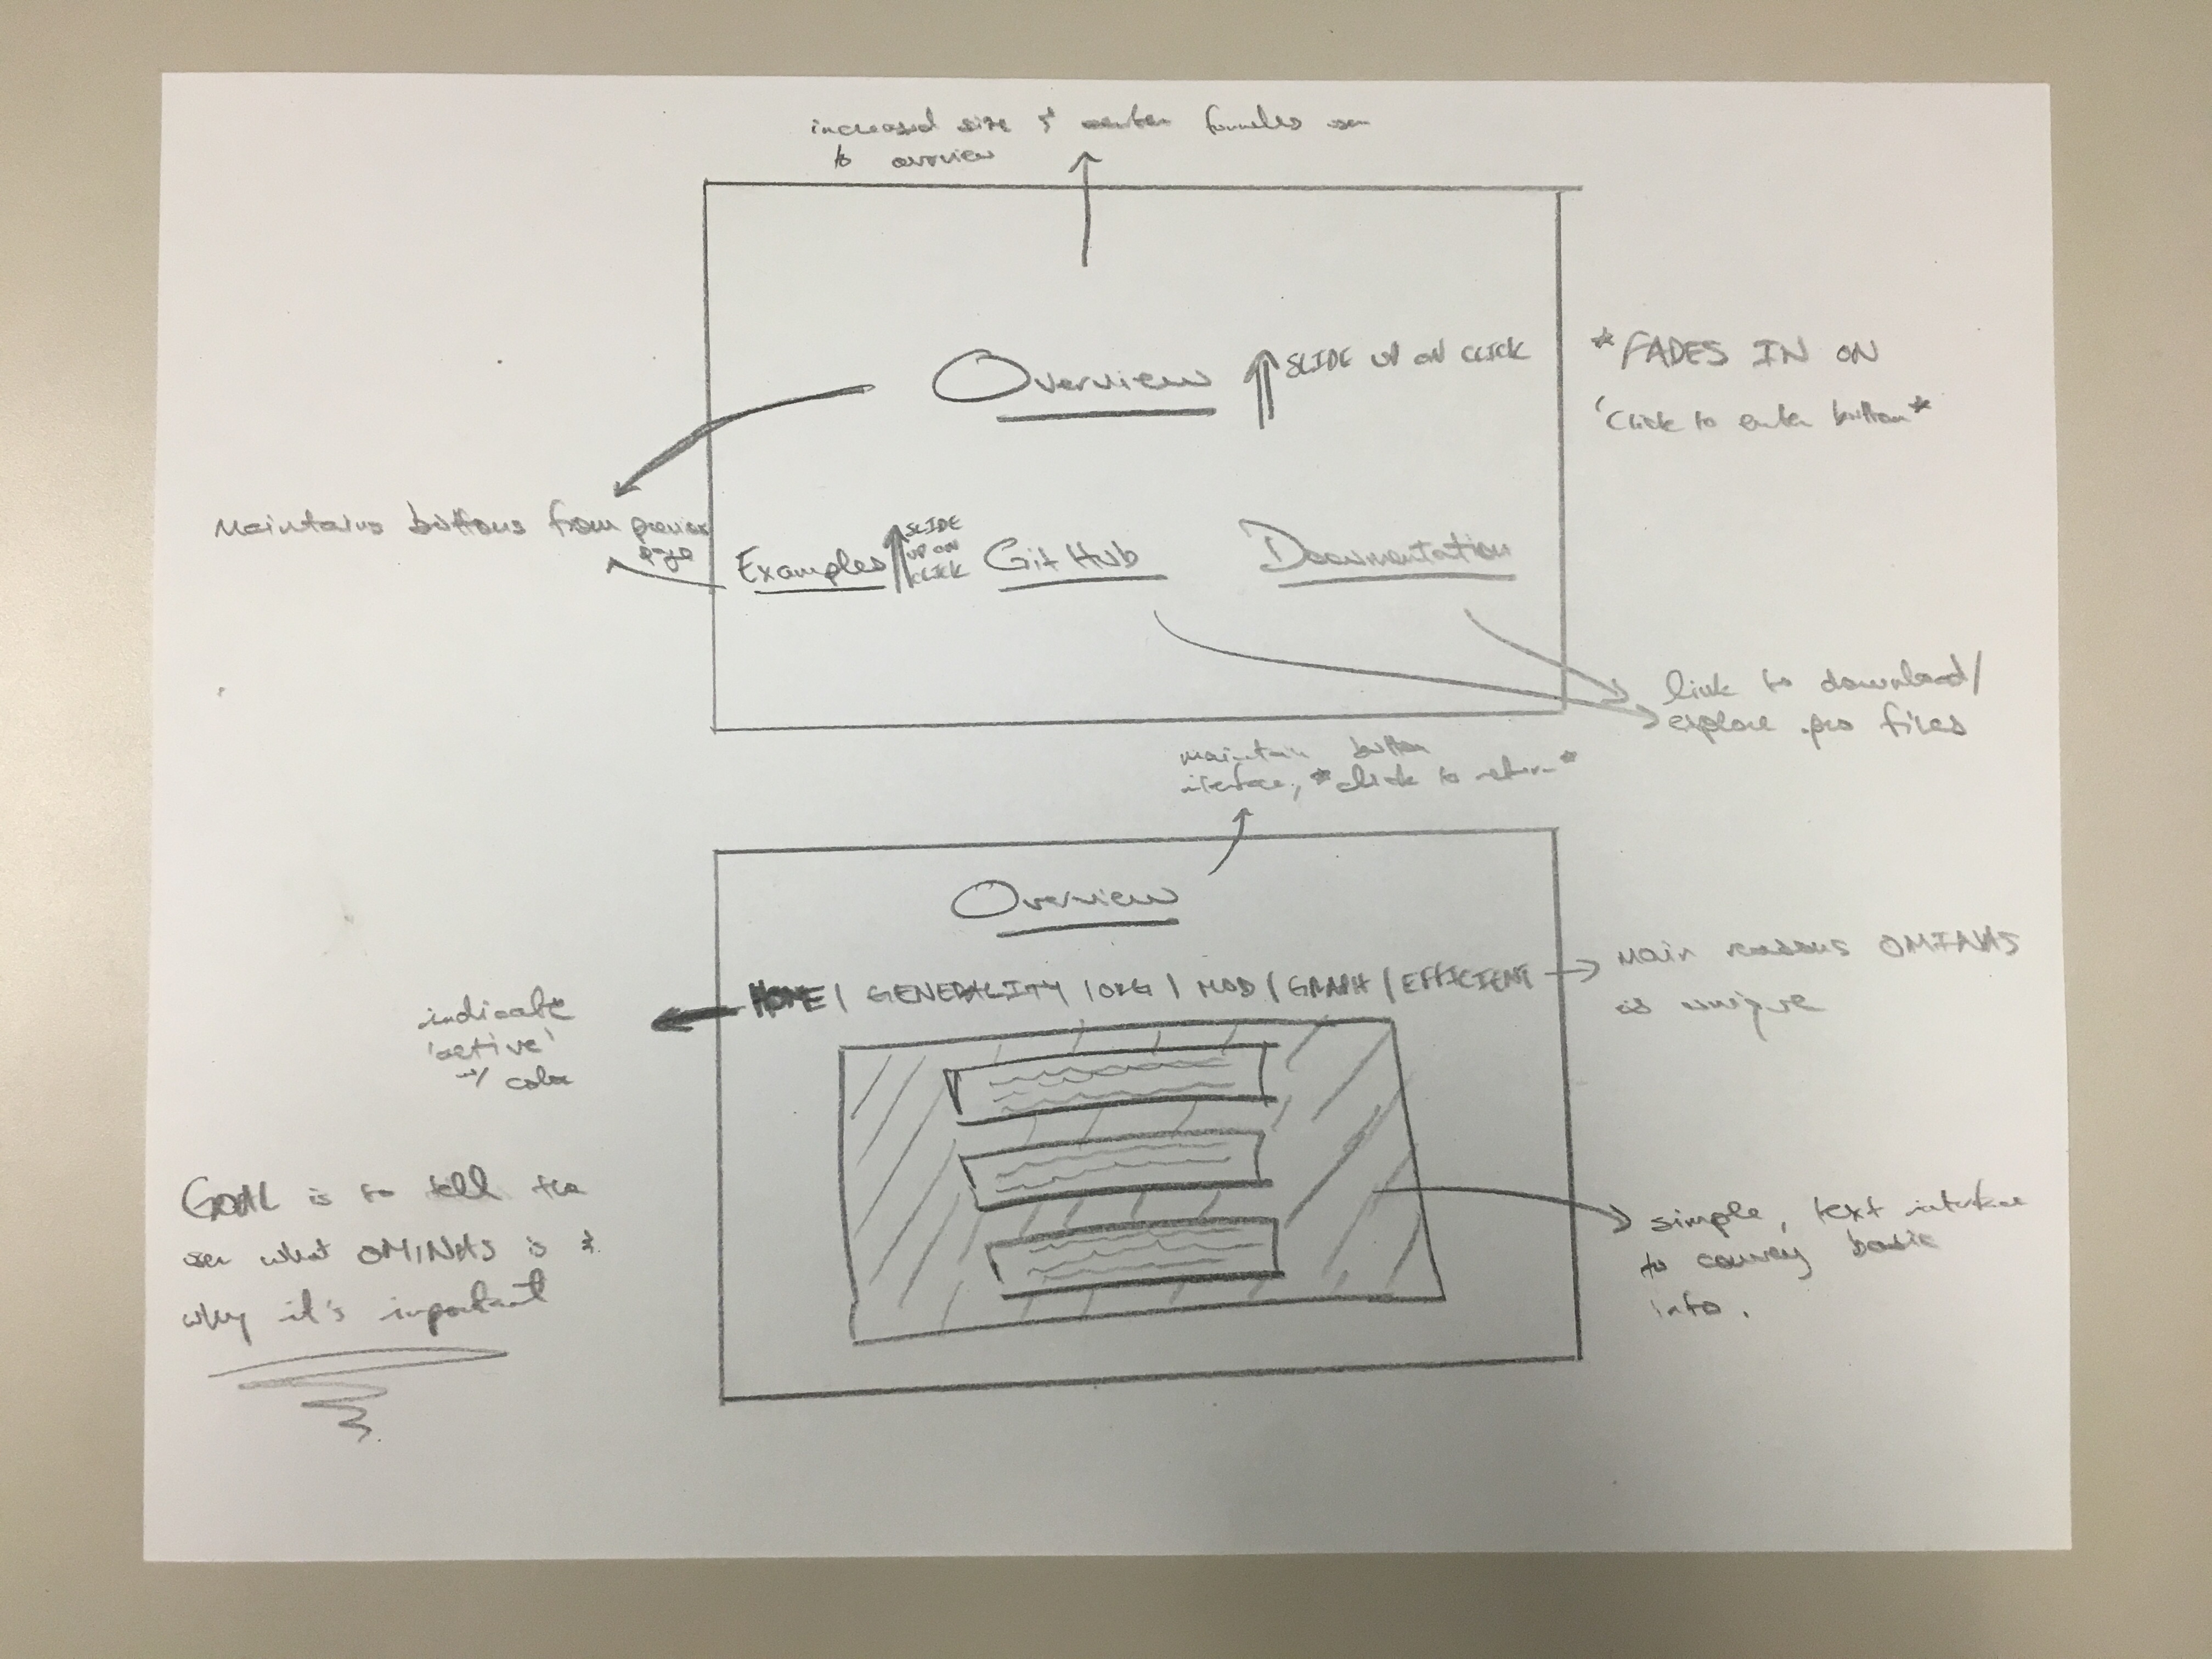 increased size & center funnels user
to overview
Overview
SLIDE UP ON CLICK
*FADES IN ON
'Click to enter button*
Maintains buttons from previous
page
Examples
SLIDE
UP ON
CLICK
GitHub
Documentation
link to download/
explore .pro files
maintain button
interface, *click to return*
Overview
HOME | GENERALITY | ORG | MOD | GRAPH | EFFICIENT
Main reasons OMINAS
is unique
indicate
'active'
w/ color
GOAL is to tell the
user what OMINAS is &
why it's important
simple, text interface
to convey basic
info.